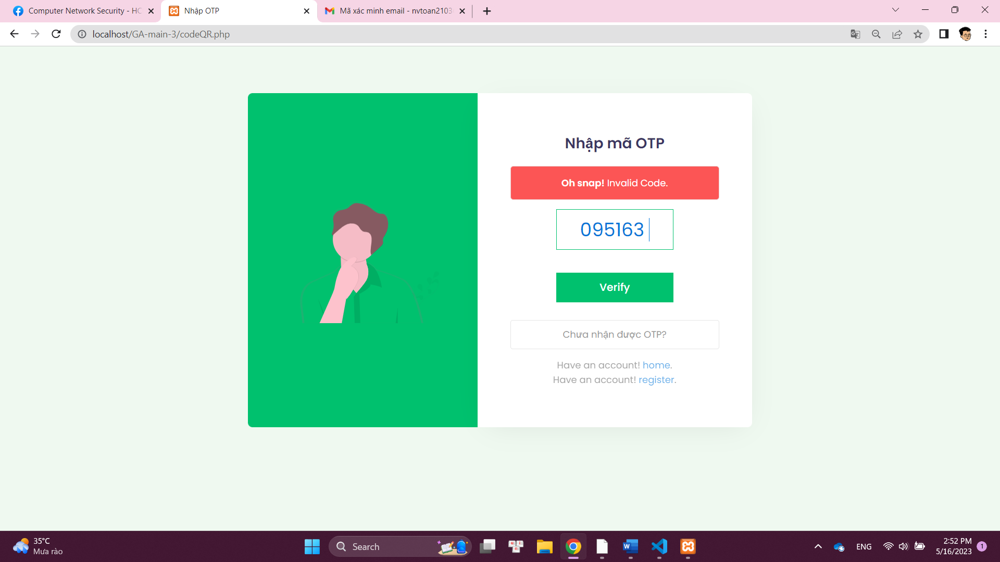 Computer Network Security - HC
Nhập OTP
Mã xác minh email - nvtoan2103
localhost/GA-main-3/codeQR.php
Nhập mã OTP
Oh snap! Invalid Code.
095163
Verify
Chưa nhận được OTP?
Have an account! home.
Have an account! register.
35°C
Mưa rào
Search
ENG
2:52 PM
5/16/2023
1